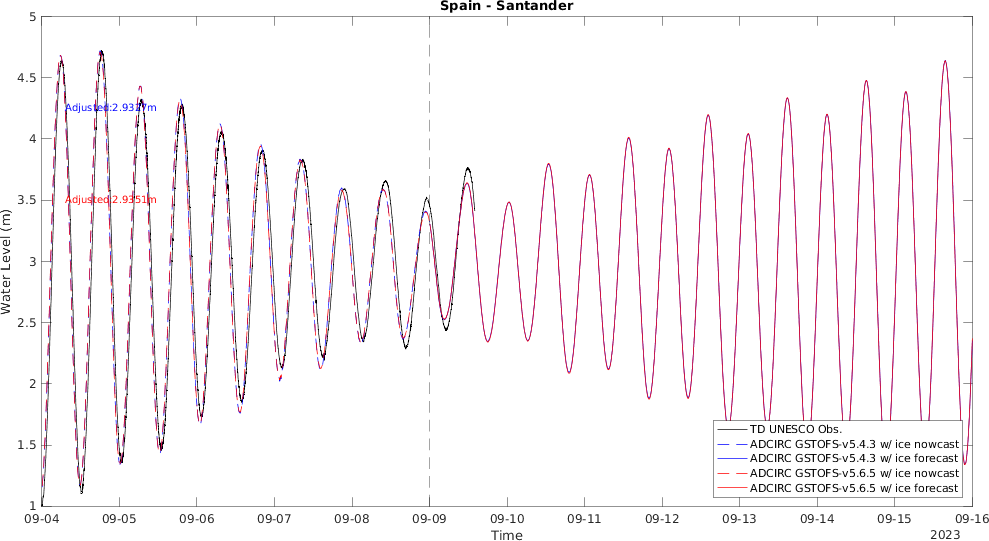 Spain - Santander
Water Level (m)
5
4.5
4
3.5
3
2.5
2
1.5
1
Adjusted:2.9327m
Adjusted:2.9351m
TD UNESCO Obs.
ADCIRC GSTOFS-v5.4.3 w/ ice nowcast
ADCIRC GSTOFS-v5.4.3 w/ ice forecast
ADCIRC GSTOFS-v5.6.5 w/ ice nowcast
ADCIRC GSTOFS-v5.6.5 w/ ice forecast
09-04 09-05 09-06 09-07 09-08 09-09 09-10 09-11 09-12 09-13 09-14 09-15 09-16
Time
2023